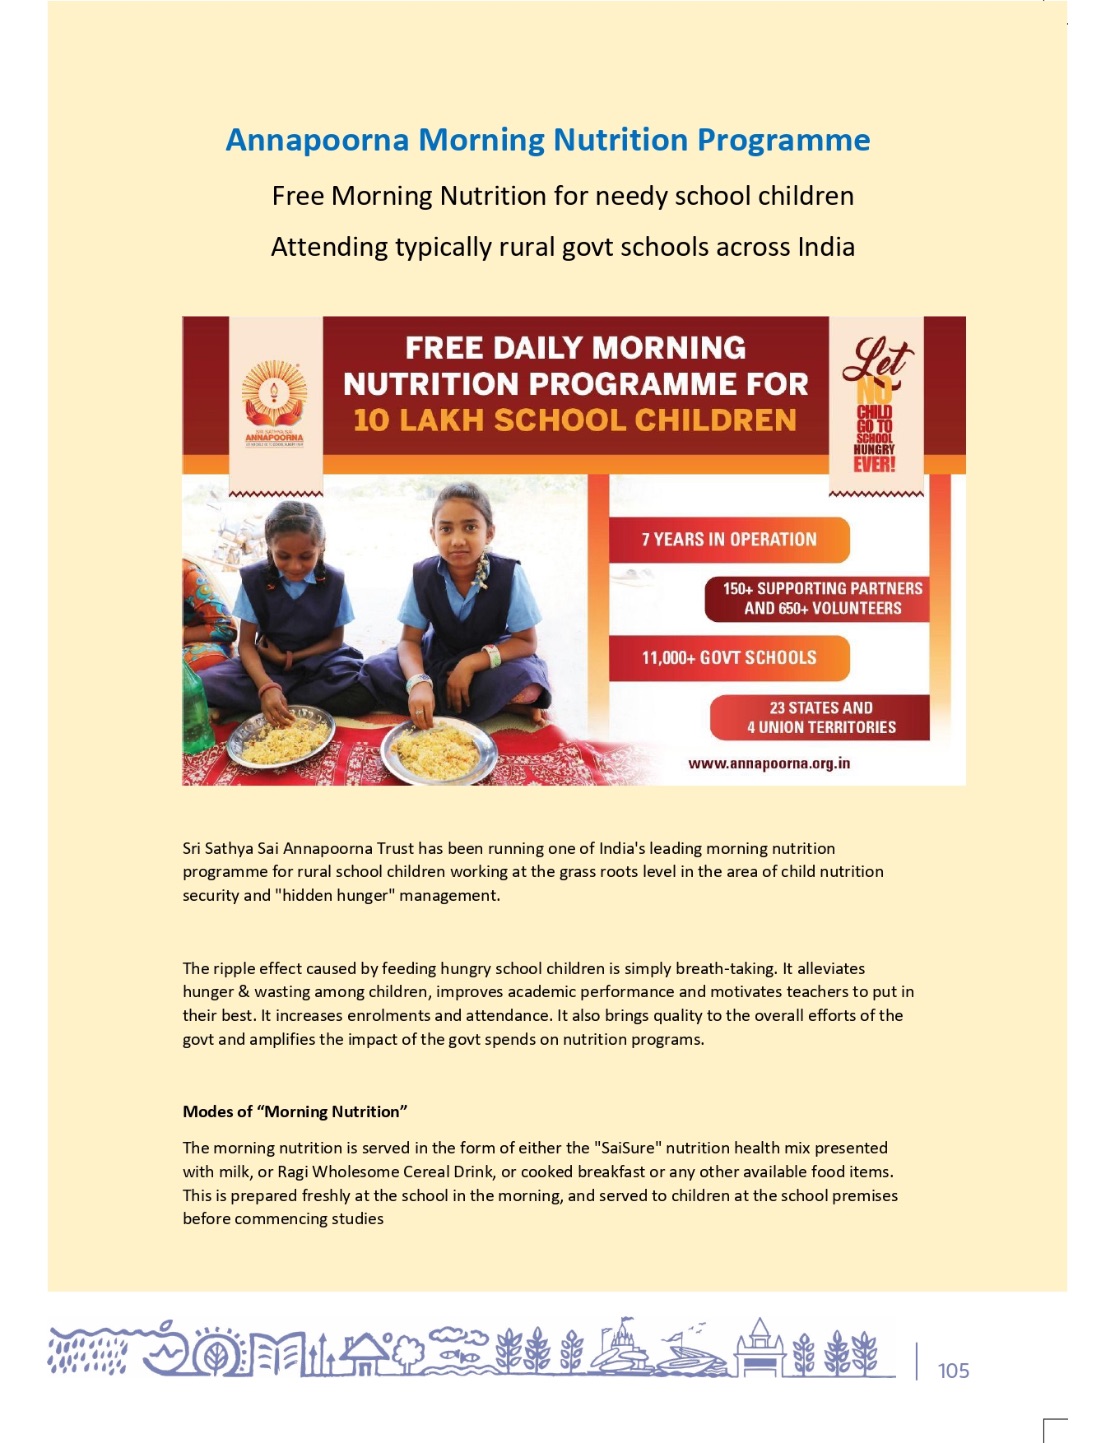 Annapoorna Morning Nutrition Programme
Free Morning Nutrition for needy school children
Attending typically rural govt schools across India
FREE DAILY MORNING
NUTRITION PROGRAMME FOR
10 LAKH SCHOOL CHILDREN
SRI SATHYA SAI
ANNAPOORNA
Let
NO
CHILD
GO TO
SCHOOL
HUNGRY
EVER!
7 YEARS IN OPERATION
150+ SUPPORTING PARTNERS
AND 650+ VOLUNTEERS
11,000+ GOVT SCHOOLS
23 STATES AND
4 UNION TERRITORIES
www.annapoorna.org.in
Sri Sathya Sai Annapoorna Trust has been running one of India's leading morning nutrition
programme for rural school children working at the grass roots level in the area of child nutrition
security and "hidden hunger" management.
The ripple effect caused by feeding hungry school children is simply breath-taking. It alleviates
hunger & wasting among children, improves academic performance and motivates teachers to put in
their best. It increases enrolments and attendance. It also brings quality to the overall efforts of the
govt and amplifies the impact of the govt spends on nutrition programs.
Modes of “Morning Nutrition”
The morning nutrition is served in the form of either the "SaiSure" nutrition health mix presented
with milk, or Ragi Wholesome Cereal Drink, or cooked breakfast or any other available food items.
This is prepared freshly at the school in the morning, and served to children at the school premises
before commencing studies
105